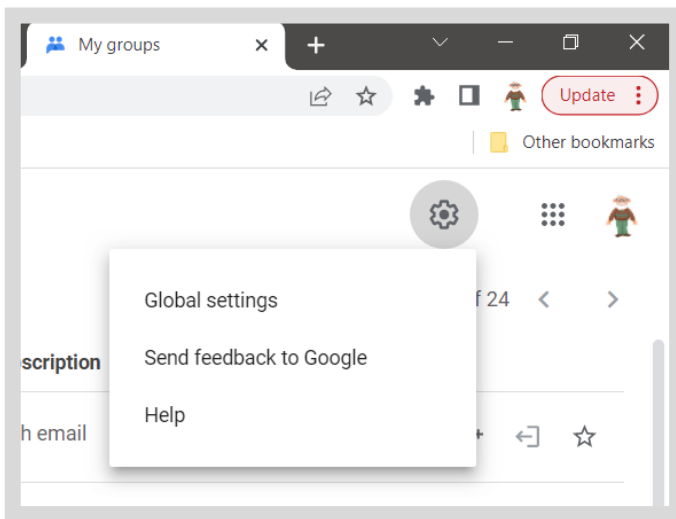 My groups
Update
Other bookmarks
Global settings
f 24
Send feedback to Google
scription
Help
h email